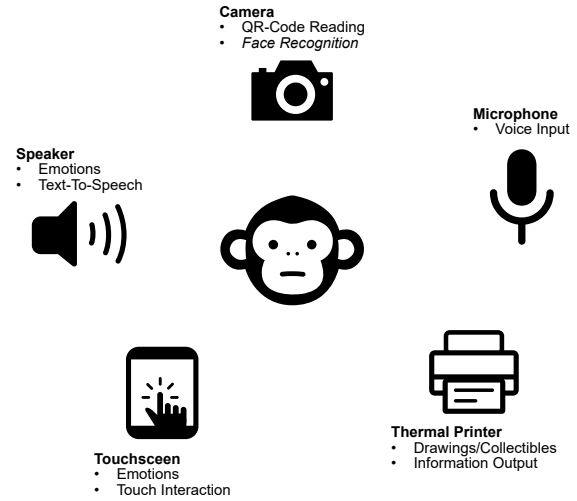 Camera
• QR-Code Reading
• Face Recognition
Microphone
• Voice Input
Speaker
• Emotions
• Text-To-Speech
Thermal Printer
• Drawings/Collectibles
• Information Output
Touchsceen
• Emotions
• Touch Interaction